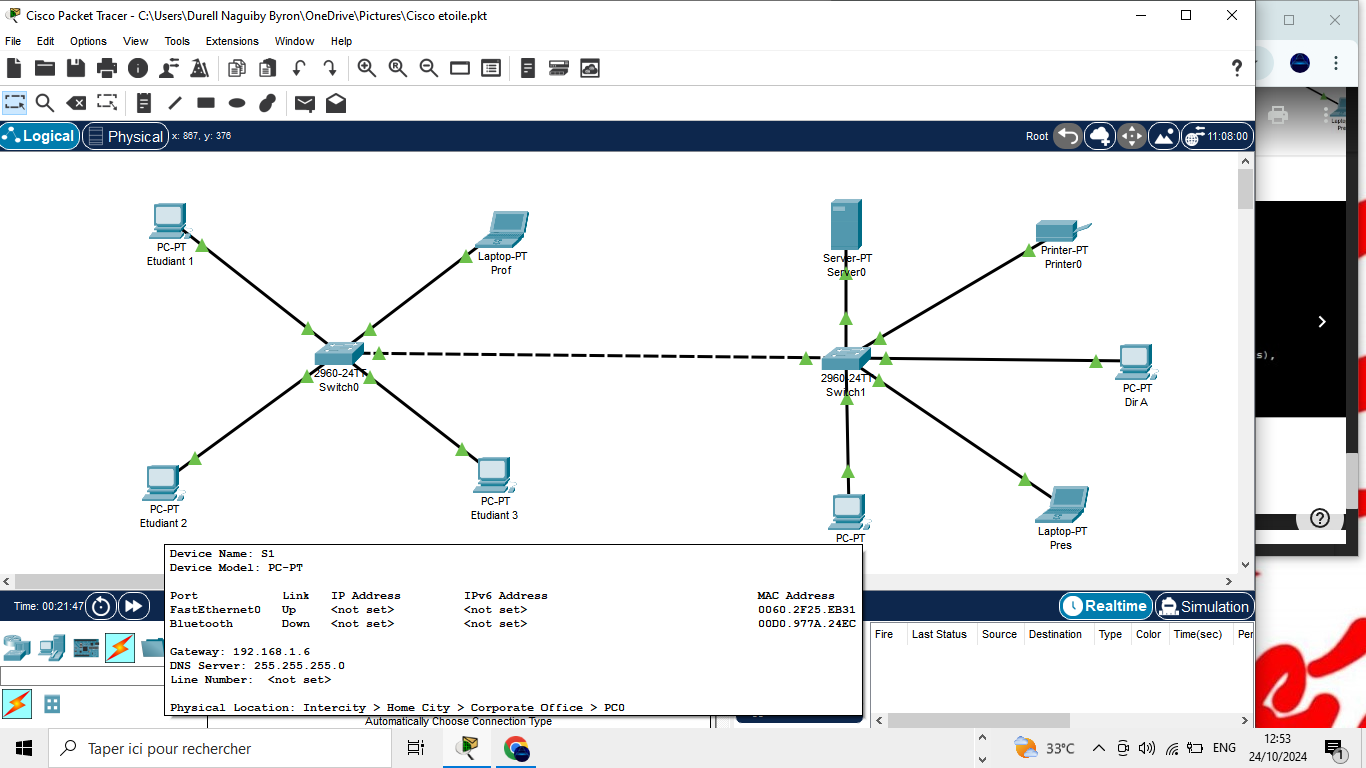 Cisco Packet Tracer - C:\Users\Durell Naguiby Byron\OneDrive\Pictures\Cisco etoile.pkt
File Edit Options View Tools Extensions Window Help
Logical Physical x: 867, y: 376 Root 11:08:00
PC-PT
Etudiant 1
Laptop-PT
Prof
Server-PT
Server0
Printer-PT
Printer0
2960-24TT
Switch0
2960-24TT
Switch1
PC-PT
Dir A
PC-PT
Etudiant 2
PC-PT
Etudiant 3
PC-PT
Laptop-PT
Pres
s),
Device Name: S1
Device Model: PC-PT
Port Link IP Address IPv6 Address MAC Address
FastEthernet0 Up <not set> <not set> 0060.2F25.EB31
Bluetooth Down <not set> <not set> 00D0.977A.24EC
Gateway: 192.168.1.6
DNS Server: 255.255.255.0
Line Number: <not set>
Physical Location: Intercity > Home City > Corporate Office > PC0
Time: 00:21:47
Realtime Simulation
Fire Last Status Source Destination Type Color Time(sec) Per
Automatically Choose Connection Type
Taper ici pour rechercher
33°C ENG
12:53
24/10/2024
1